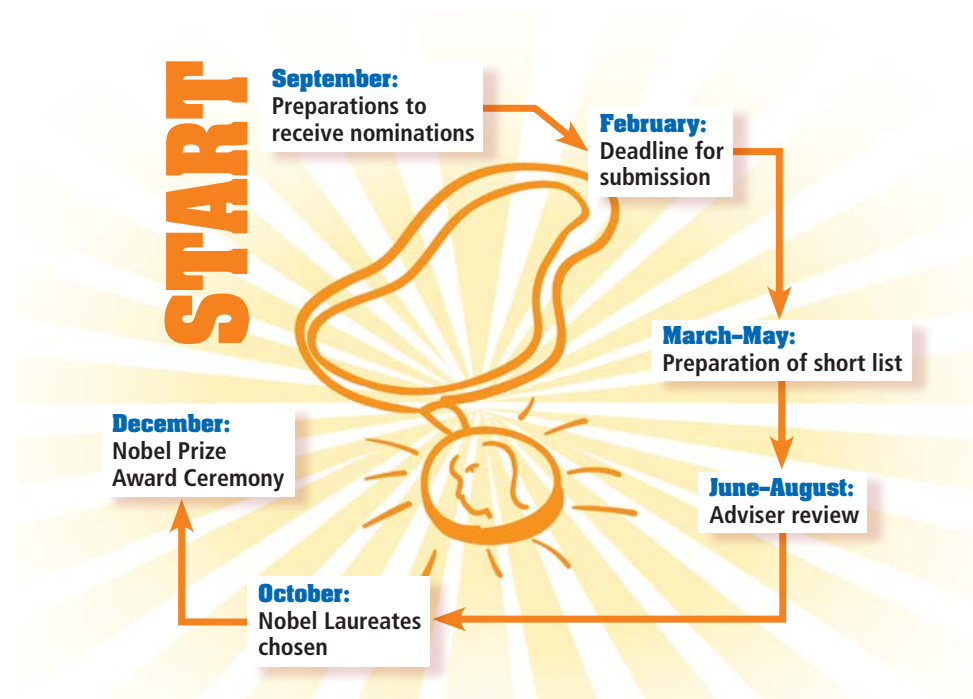 START
September:
Preparations to
receive nominations
February:
Deadline for
submission
March–May:
Preparation of short list
June–August:
Adviser review
October:
Nobel Laureates
chosen
December:
Nobel Prize
Award Ceremony